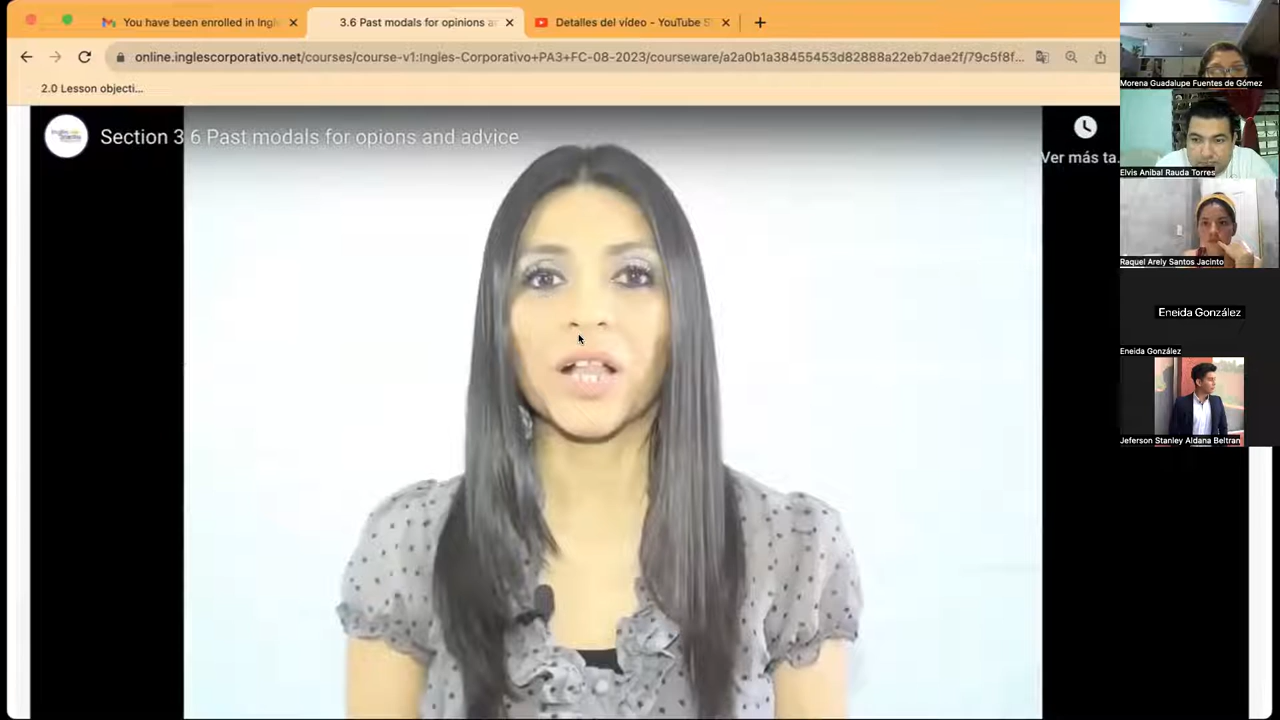 You have been enrolled in Ingl
3.6 Past modals for opinions a
Detalles del vídeo - YouTube S
online.inglescorporativo.net/courses/course-v1:Ingles-Corporativo+PA3+FC-08-2023/courseware/a2a0b1a38455453d82888a22eb7dae2f/79c5f8f...
2.0 Lesson objecti...
Section 3 6 Past modals for opions and advice
Ver más ta...
Morena Guadalupe Fuentes de Gómez
Elvis Anibal Rauda Torres
Raquel Arely Santos Jacinto
Eneida González
Eneida González
Jeferson Stanley Aldana Beltran